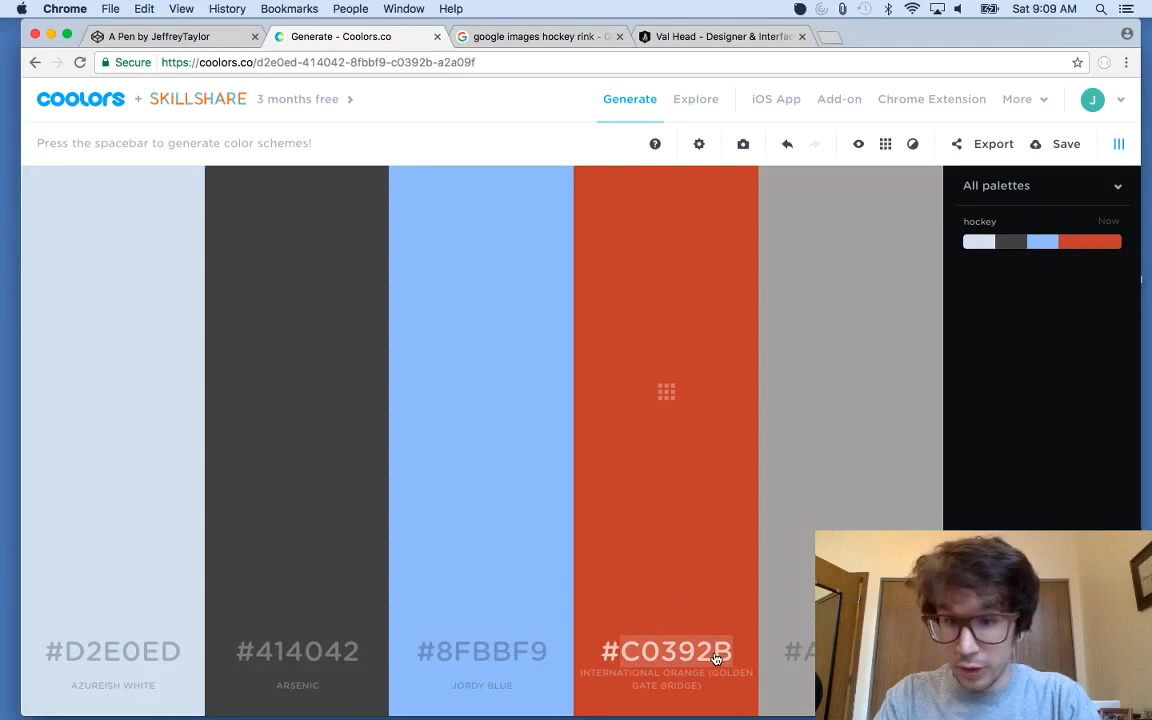 Chrome File Edit View History Bookmarks People Window Help Sat 9:09 AM
A Pen by JeffreyTaylor Generate - Coolors.co google images hockey rink - G Val Head - Designer & Interfac
Secure https://coolors.co/d2e0ed-414042-8fbbf9-c0392b-a2a09f
coolors + SKILLSHARE 3 months free Generate Explore iOS App Add-on Chrome Extension More J
Press the spacebar to generate color schemes! ? Export Save
All palettes
hockey Now
#D2E0ED #414042 #8FBBF9 #C0392B #A
AZUREISH WHITE ARSENIC JORDY BLUE INTERNATIONAL ORANGE (GOLDEN
GATE BRIDGE)